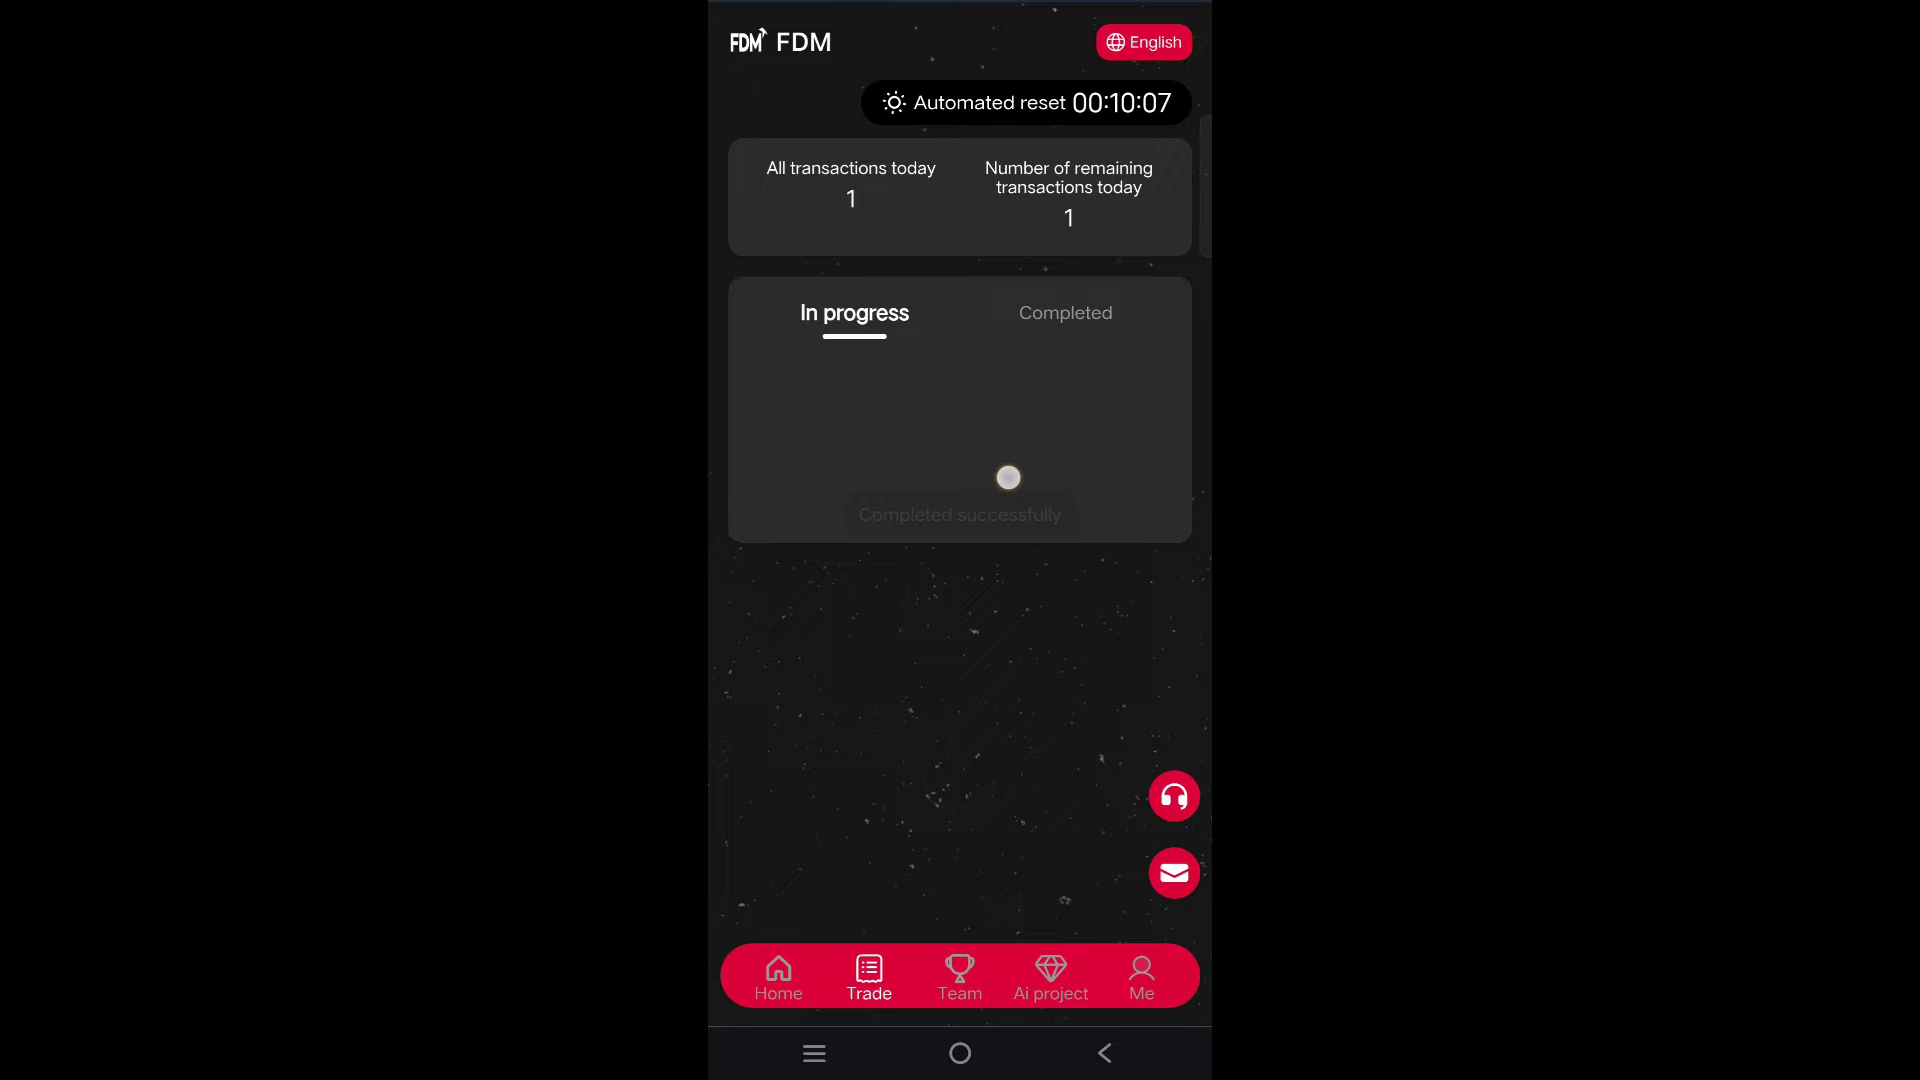 FDM FDM
English
Automated reset 00:10:07
All transactions today
1
Number of remaining
transactions today
1
In progress
Completed
Completed successfully
Home
Trade
Team
Ai project
Me